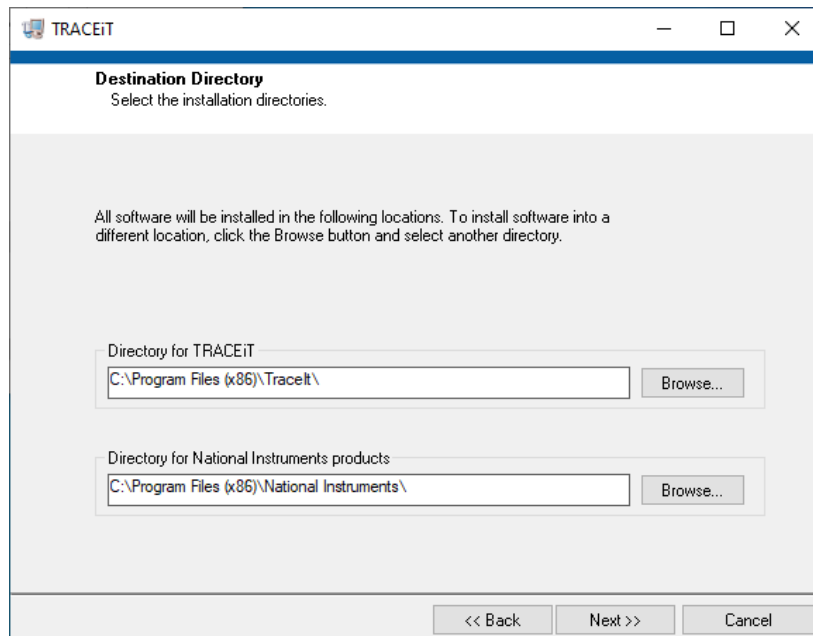 TRACEiT
Destination Directory
Select the installation directories.
All software will be installed in the following locations. To install software into a
different location, click the Browse button and select another directory.
Directory for TRACEiT
C:\Program Files (x86)\TraceIt\
Browse...
Directory for National Instruments products
C:\Program Files (x86)\National Instruments\
Browse...
<< Back
Next >>
Cancel